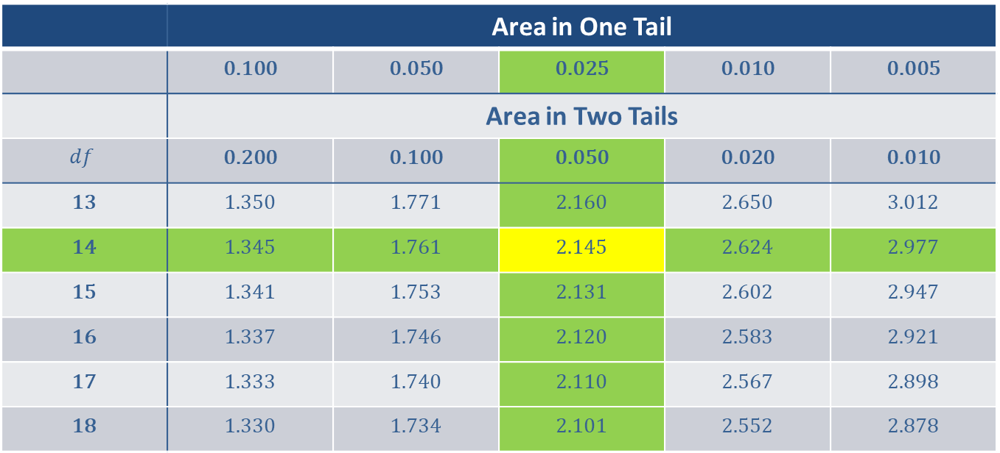 Area in One Tail
0.100 0.050 0.025 0.010 0.005
Area in Two Tails
df 0.200 0.100 0.050 0.020 0.010
13 1.350 1.771 2.160 2.650 3.012
14 1.345 1.761 2.145 2.624 2.977
15 1.341 1.753 2.131 2.602 2.947
16 1.337 1.746 2.120 2.583 2.921
17 1.333 1.740 2.110 2.567 2.898
18 1.330 1.734 2.101 2.552 2.878